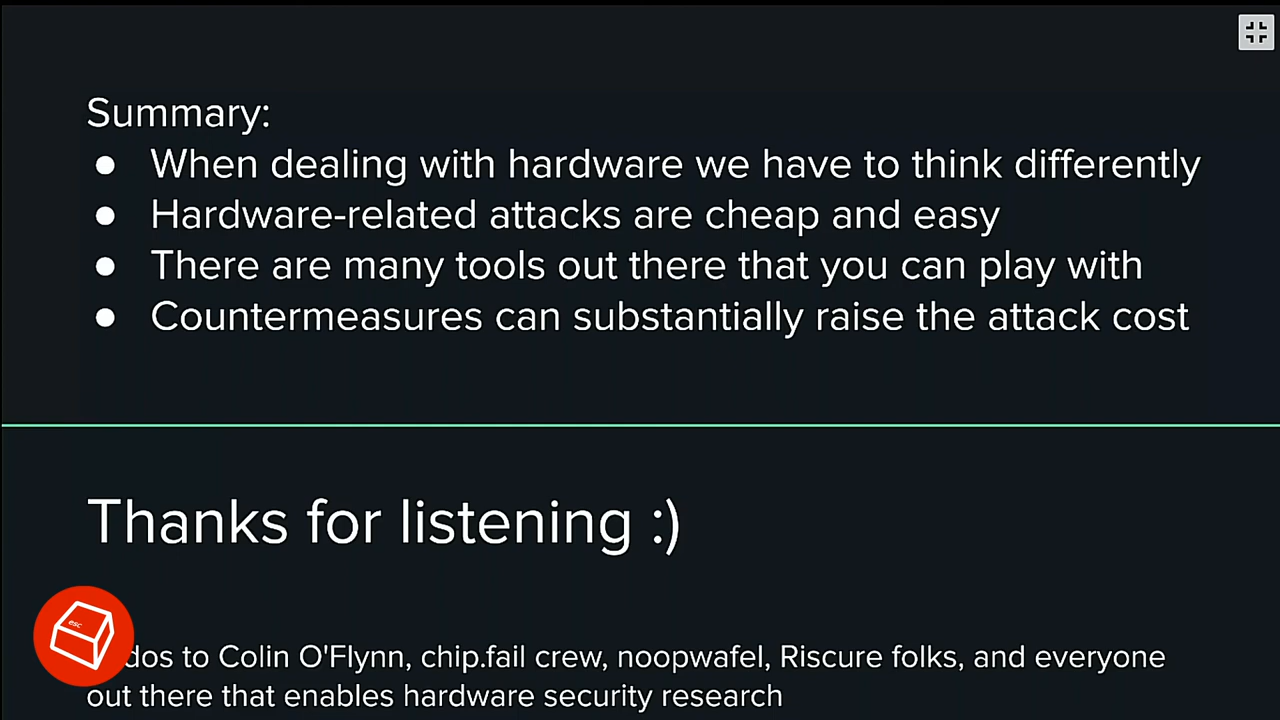 Summary:
● When dealing with hardware we have to think differently
● Hardware-related attacks are cheap and easy
● There are many tools out there that you can play with
● Countermeasures can substantially raise the attack cost
Thanks for listening :)
esc
dos to Colin O'Flynn, chip.fail crew, noopwafel, Riscure folks, and everyone
out there that enables hardware security research